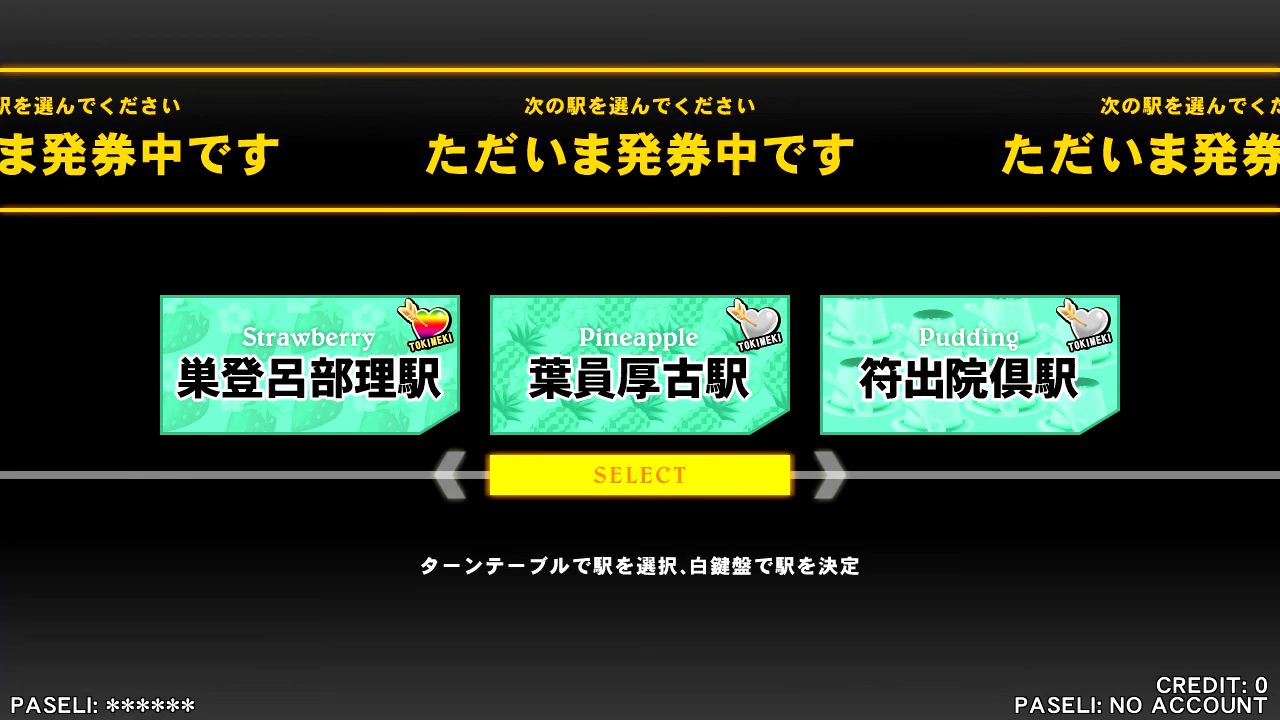 駅を選んでください
次の駅を選んでください
次の駅を選んでくだ
ま発券中です
ただいま発券中です
ただいま発券
Strawberry
TOKIMEKI
巣登呂部理駅
Pineapple
TOKIMEKI
葉員厚古駅
Pudding
TOKIMEKI
符出院倶駅
SELECT
ターンテーブルで駅を選択、白鍵盤で駅を決定
CREDIT: 0
PASELI: ******
PASELI: NO ACCOUNT